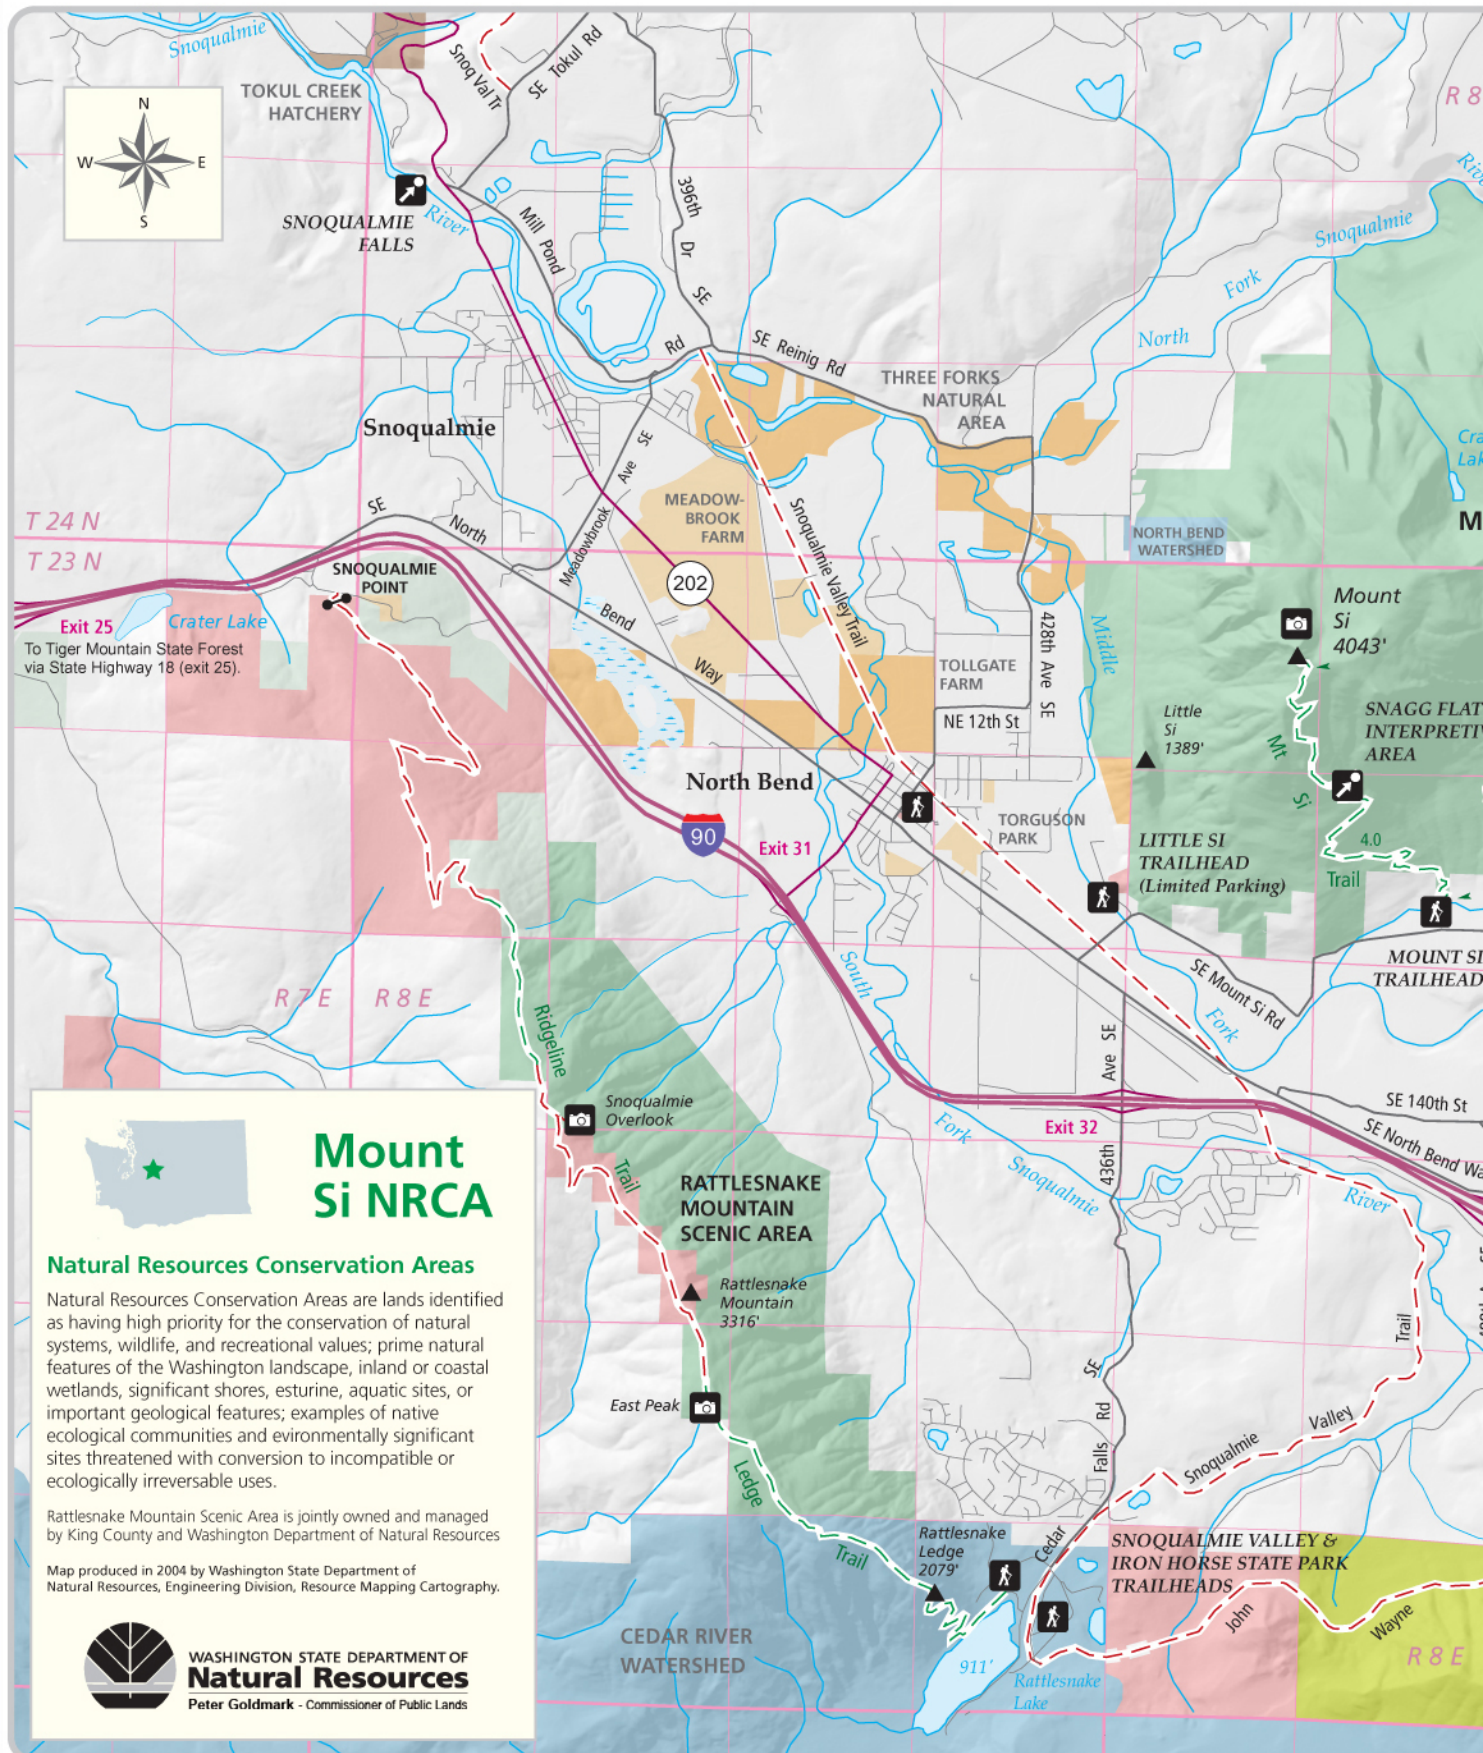 Snoqualmie
TOKUL CREEK
HATCHERY
Snoq Val Tr
SE Tokul Rd
R 8
N
W
E
S
SNOQUALMIE
FALLS
River
Mill Pond
Rd
396th Dr SE
SE Reinig Rd
THREE FORKS
NATURAL
AREA
North
Fork
Snoqualmie
Snoqualmie
Meadowbrook Ave SE
MEADOW-
BROOK
FARM
Snoqualmie Valley Trail
T 24 N
T 23 N
SE North Bend Way
SNOQUALMIE
POINT
Exit 25
Crater Lake
To Tiger Mountain State Forest
via State Highway 18 (exit 25).
202
NORTH BEND
WATERSHED
M
Mount
Si
4043'
Middle
428th Ave SE
TOLLGATE
FARM
NE 12th St
Little
Si
1389'
SNAGG FLAT
AREA
Mt Si
4.0
Trail
North Bend
90
Exit 31
TORGUSON
PARK
LITTLE SI
TRAILHEAD
(Limited Parking)
MOUNT SI
TRAILHEAD
SE Mount Si Rd
Fork
South
R 7 E
R 8 E
Ridgeline
Snoqualmie
Overlook
Trail
RATTLESNAKE
MOUNTAIN
SCENIC AREA
Rattlesnake
Mountain
3316'
East Peak
Ledge
Trail
Fork
Snoqualmie
River
Exit 32
436th Ave SE
SE 140th St
SE North Bend Wa
Trail
Valley
Snoqualmie
Cedar Falls Rd SE
Rattlesnake
Ledge
2079'
SNOQUALMIE VALLEY &
IRON HORSE STATE PARK
TRAILHEADS
John
Wayne
R 8 E
CEDAR RIVER
WATERSHED
911'
Rattlesnake
Lake
Mount
Si NRCA
Natural Resources Conservation Areas
Natural Resources Conservation Areas are lands identified
as having high priority for the conservation of natural
systems, wildlife, and recreational values; prime natural
features of the Washington landscape, inland or coastal
wetlands, significant shores, esturine, aquatic sites, or
important geological features; examples of native
ecological communities and evironmentally significant
sites threatened with conversion to incompatible or
ecologically irreversable uses.
Rattlesnake Mountain Scenic Area is jointly owned and managed
by King County and Washington Department of Natural Resources
Map produced in 2004 by Washington State Department of
Natural Resources, Engineering Division, Resource Mapping Cartography.
WASHINGTON STATE DEPARTMENT OF
Natural Resources
Peter Goldmark - Commissioner of Public Lands